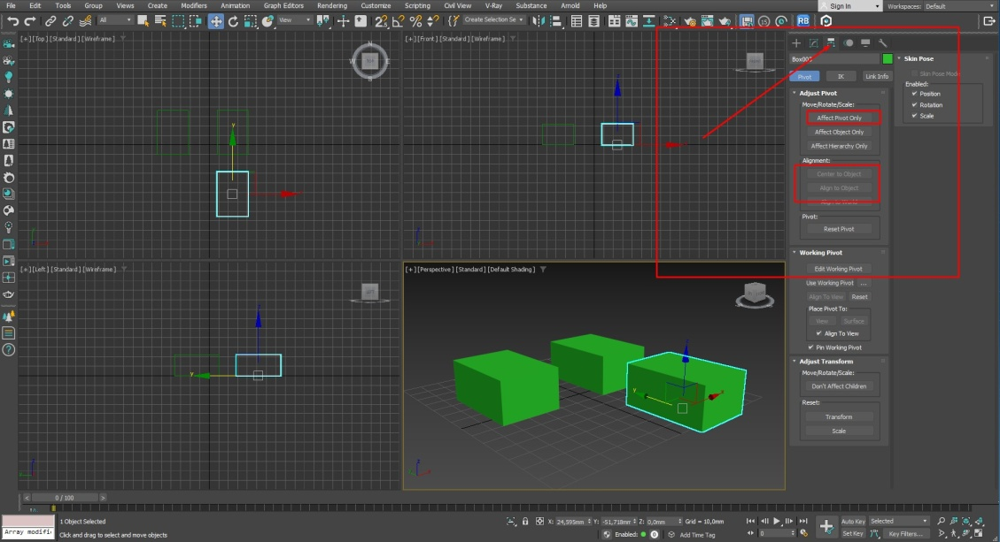 File Edit Tools Group Views Create Modifiers Animation Graph Editors Rendering Customize Scripting Civil View V-Ray Substance Arnold Help
Sign In Workspaces: Default
All View Create Selection Se RB
[+][Top][Standard][Wireframe]
[+][Front][Standard][Wireframe]
[+][Left][Standard][Wireframe]
[+][Perspective][Standard][Default Shading]
Pivot IK Link Info
Adjust Pivot
Move/Rotate/Scale:
Affect Pivot Only
Affect Object Only
Affect Hierarchy Only
Alignment:
Center to Object
Align to Object
Align to World
Pivot:
Reset Pivot
Working Pivot
Edit Working Pivot
Use Working Pivot ...
Align To View Reset
Place Pivot To:
View Surface
Align To View
Pin Working Pivot
Adjust Transform
Move/Rotate/Scale:
Don't Affect Children
Reset:
Transform
Scale
Skin Pose
Skin Pose Mode
Enabled:
Position
Rotation
Scale
0 / 100
1 Object Selected
Click and drag to select and move objects
Array modifi
X: 24,595mm Y: -51,718mm Z: 0,0mm Grid = 10,0mm
Enabled: 0 Add Time Tag
0
Auto Key Selected
Set Key Key Filters...